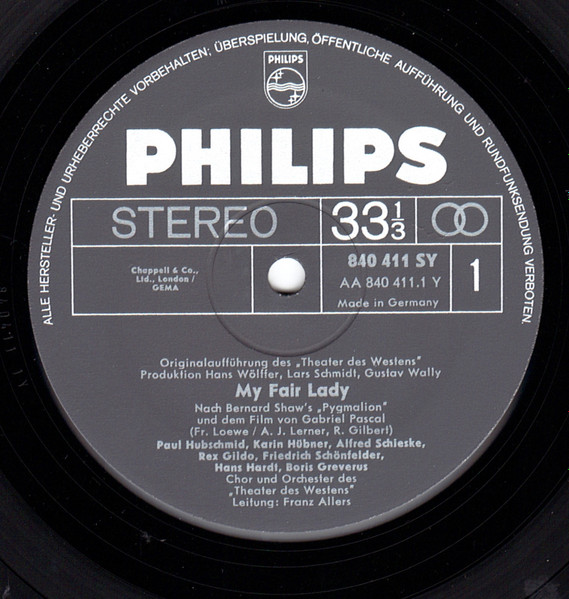 ALLE HERSTELLER- UND URHEBERRECHTE VORBEHALTEN; ÜBERSPIELUNG, ÖFFENTLICHE AUFFÜHRUNG UND RUNDFUNKSENDUNG VERBOTEN.
PHILIPS
PHILIPS
STEREO
33 1/3
Chappell & Co.,
Ltd., London /
GEMA
840 411 SY
AA 840 411.1 Y
Made in Germany
1
Originalaufführung des „Theater des Westens"
Produktion Hans Wölffer, Lars Schmidt, Gustav Wally
My Fair Lady
Nach Bernard Shaw's „Pygmalion"
und dem Film von Gabriel Pascal
(Fr. Loewe / A. J. Lerner, R. Gilbert)
Paul Hubschmid, Karin Hübner, Alfred Schieske,
Rex Gildo, Friedrich Schönfelder,
Hans Hardt, Boris Greverus
Chor und Orchester des
„Theater des Westens"
Leitung: Franz Allers